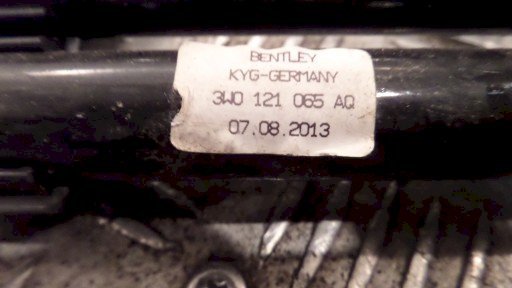 BENTLEY
KYG-GERMANY
3W0 121 065 AQ
07.08.2013